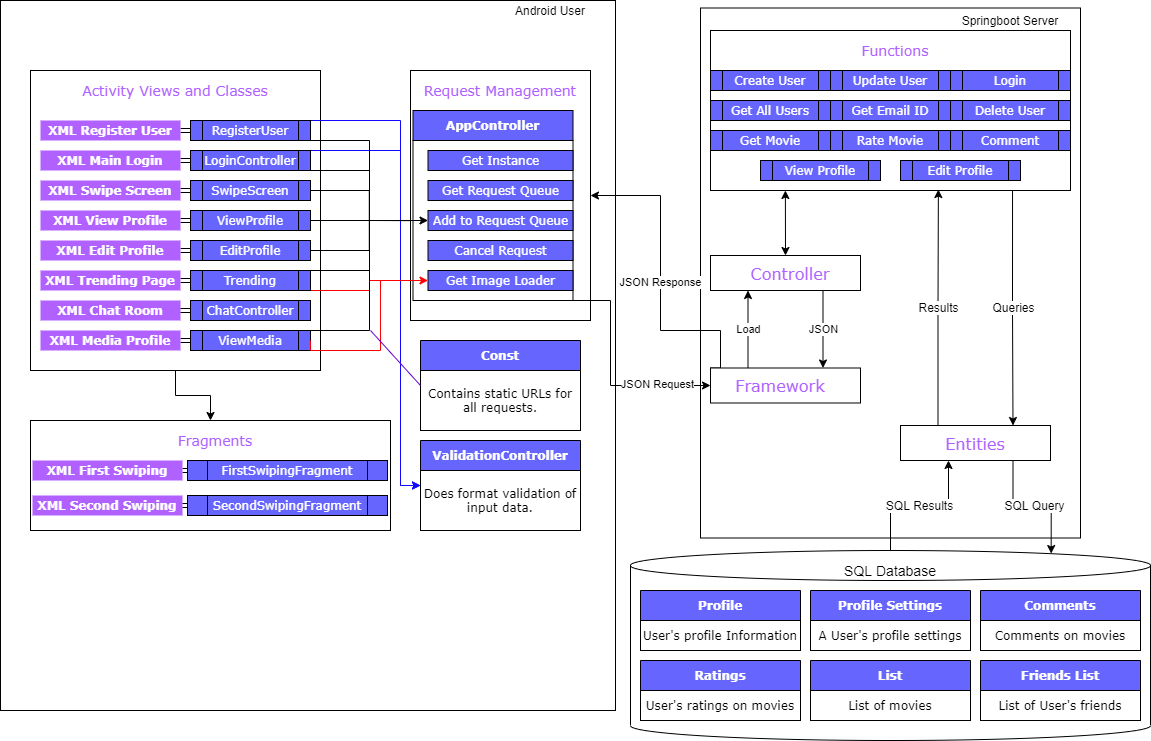 Android User
Activity Views and Classes
XML Register User
RegisterUser
XML Main Login
LoginController
XML Swipe Screen
SwipeScreen
XML View Profile
ViewProfile
XML Edit Profile
EditProfile
XML Trending Page
Trending
XML Chat Room
ChatController
XML Media Profile
ViewMedia
Fragments
XML First Swiping
FirstSwipingFragment
XML Second Swiping
SecondSwipingFragment
Request Management
AppController
Get Instance
Get Request Queue
Add to Request Queue
Cancel Request
Get Image Loader
Const
Contains static URLs for
all requests.
ValidationController
Does format validation of
input data.
JSON Response
JSON Request
Springboot Server
Functions
Create User
Update User
Login
Get All Users
Get Email ID
Delete User
Get Movie
Rate Movie
Comment
View Profile
Edit Profile
Controller
Load
JSON
Framework
Results
Queries
Entities
SQL Results
SQL Query
SQL Database
Profile
User's profile Information
Profile Settings
A User's profile settings
Comments
Comments on movies
Ratings
User's ratings on movies
List
List of movies
Friends List
List of User's friends